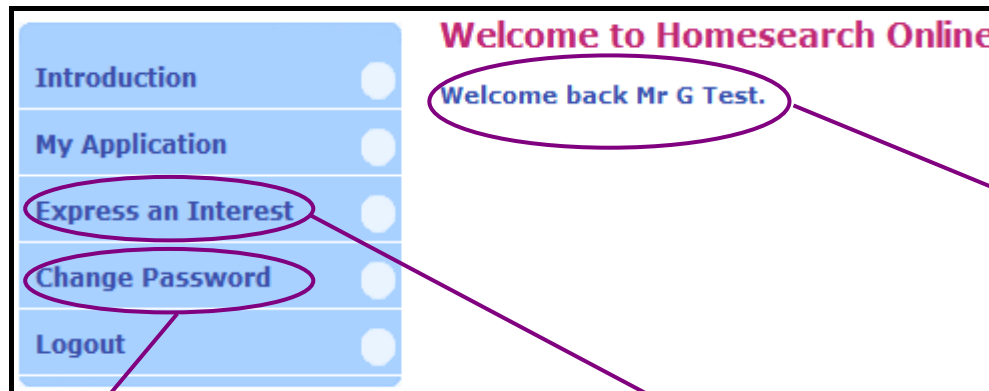 Welcome to Homesearch Online
Welcome back Mr G Test.
Introduction
My Application
Express an Interest
Change Password
Logout